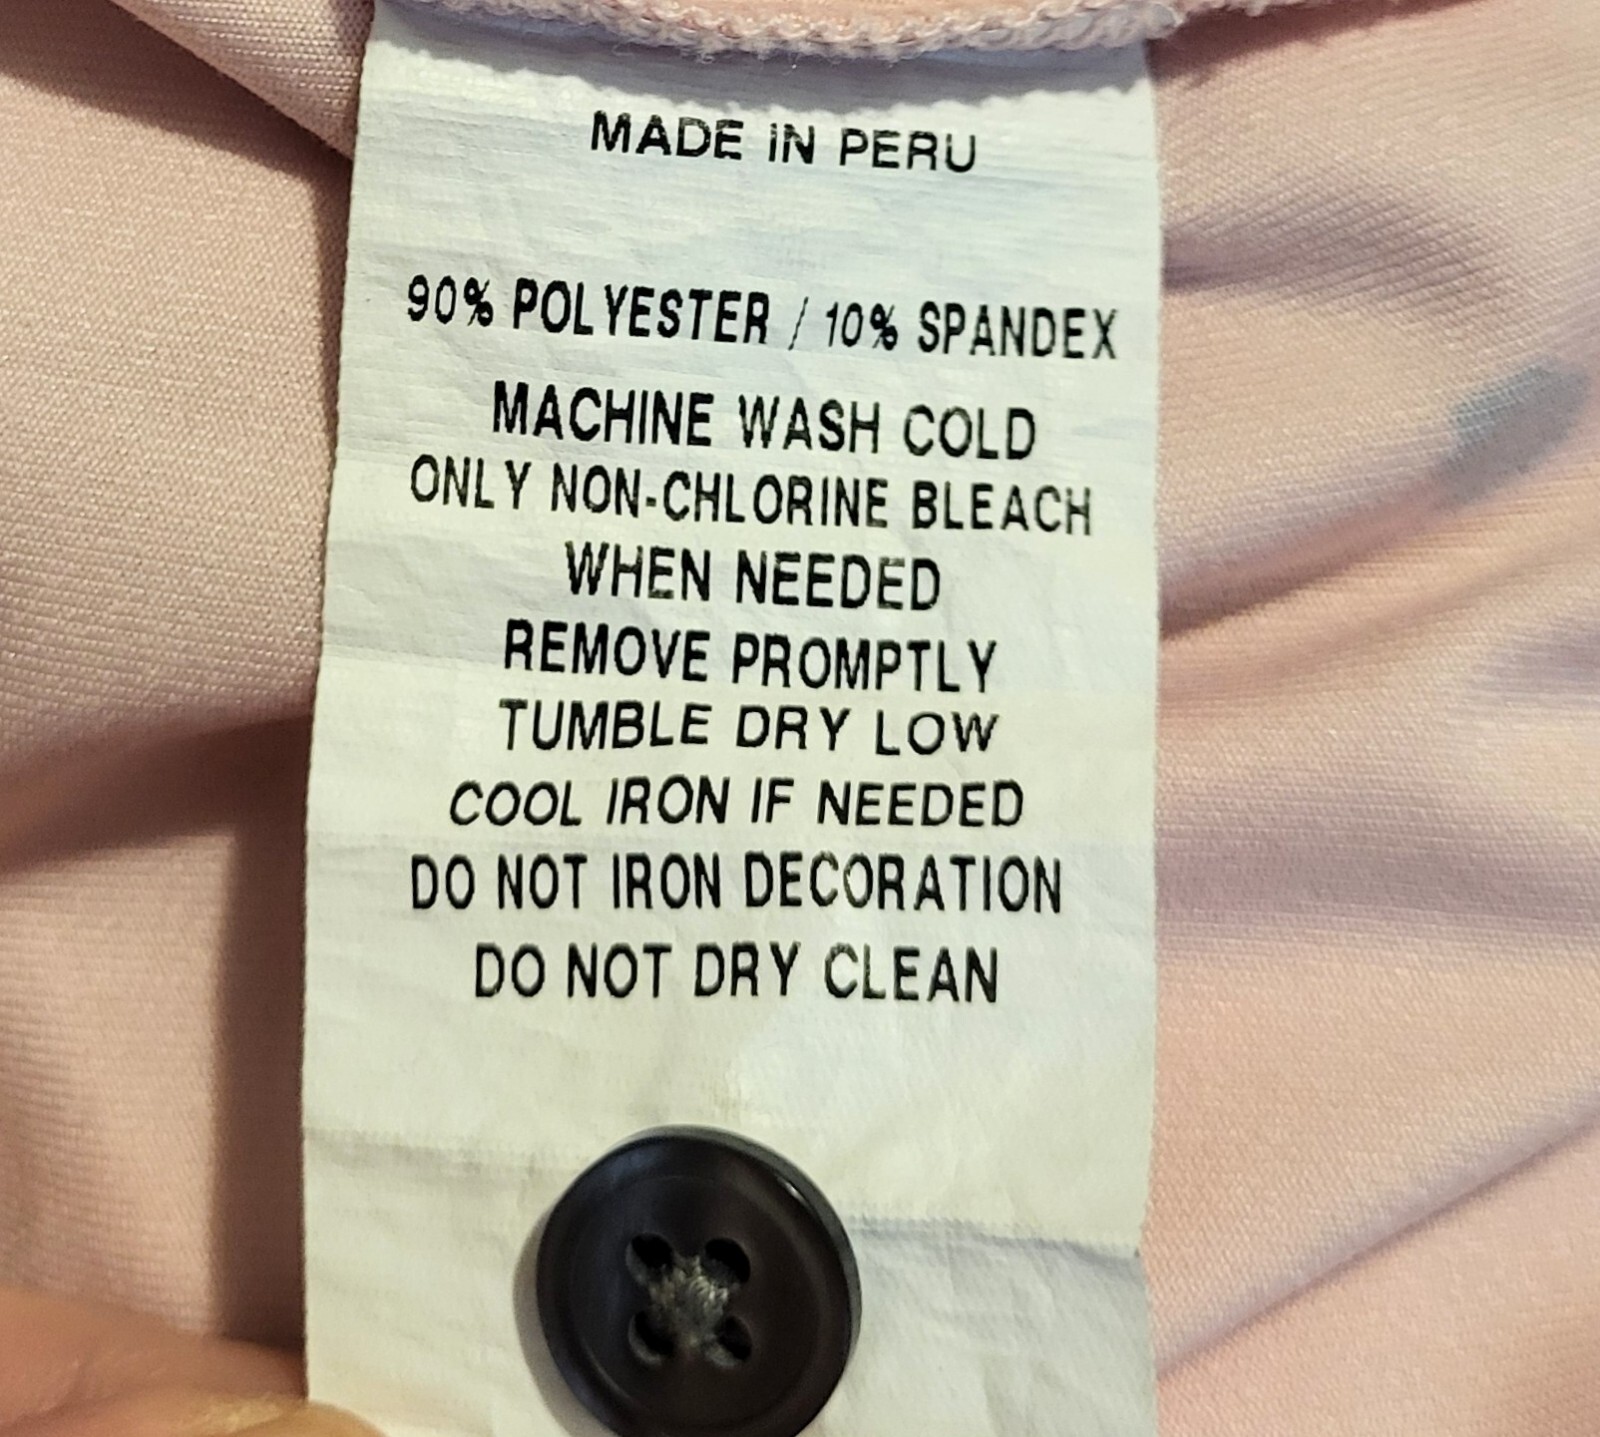 MADE IN PERU
90% POLYESTER / 10% SPANDEX
MACHINE WASH COLD
ONLY NON-CHLORINE BLEACH
WHEN NEEDED
REMOVE PROMPTLY
TUMBLE DRY LOW
COOL IRON IF NEEDED
DO NOT IRON DECORATION
DO NOT DRY CLEAN